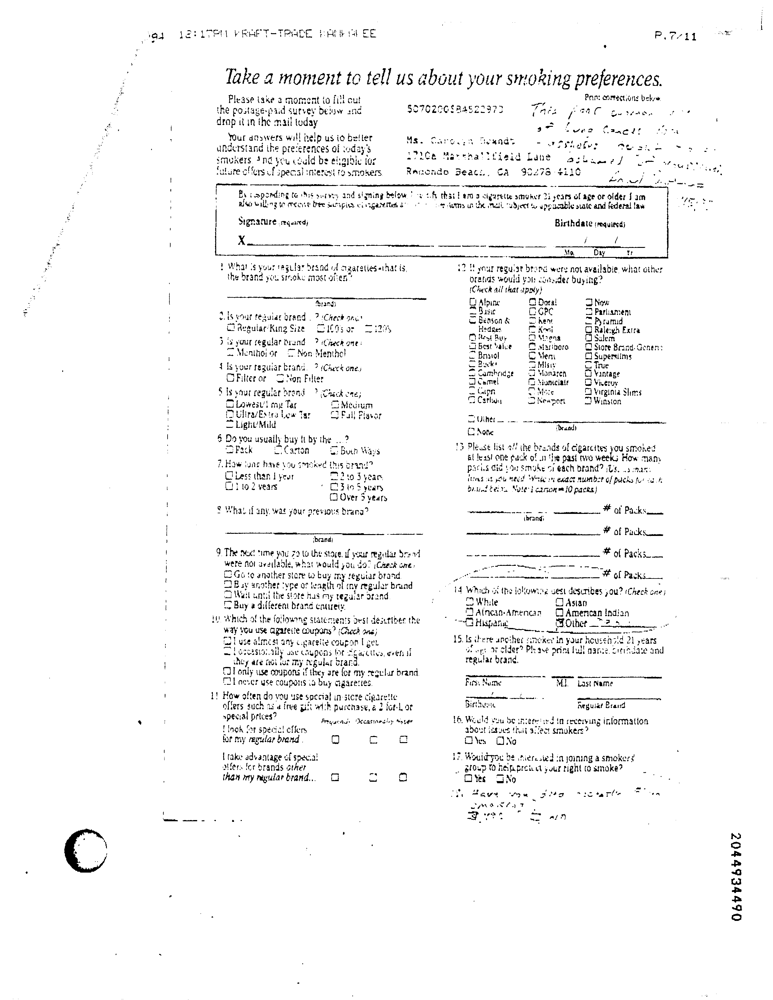 12:17PM KRAFT-TRADE KANKAKEE
P.7/11
Take a moment to tell us about your smoking preferences.
Please take a moment to fill out
the postage-paid survey below and
drop it in the mail today
Your answers will help us to better
understand the preferences of today's
smokers and you could be eligible for
future offers of special interest to smokers.
Print corrections below
This
of Lung Cancer
Ms. Carolyn Brandt
Lane
Redondo Beach, CA 90278 4110
By responding to this survey and signing below I certify that I am a cigarette smoker 21 years of age or older. I am
also willing to receive free samples of cigarettes in the mail, subject to applicable state and federal law
Signature (required)
Birthdate (required)
X
/ /
Mo. Day Yr
1 What is your regular brand of cigarettes-that is,
the brand you smoke most often?
(brand)
2. Is your regular brand ..? (Check one)
Regular/King Size 100s or 120s
3 Is your regular brand ..? (Check one)
Menthol or Non Menthol
4 Is your regular brand ..? (Check one)
Filter or Non Filter
5 Is your regular brand ..? (Check one)
Lowest/1 mg Tar Medium
Ultra/Extra Low Tar Full Flavor
Light/Mild
6 Do you usually buy it by the ... ?
Pack Carton Both Ways
7. How long have you smoked this brand?
Less than 1 year 2 to 3 years
1 to 2 years 3 to 5 years
Over 5 years
8 What, if any, was your previous brand?
(brand)
9. The next time you go to the store, if your regular brand
were not available, what would you do? (Check one)
Go to another store to buy my regular brand
Buy another type or length of my regular brand
Wait until the store has my regular brand
Buy a different brand entirely.
10. Which of the following statements best describes the
way you use cigarette coupons? (Check one)
I use almost any cigarette coupon I get.
I occasionally use coupons for cigarettes, even if
they are not for my regular brand.
I only use coupons if they are for my regular brand
I never use coupons to buy cigarettes.
11 How often do you use special in store cigarette
offers such as a free gift with purchase, a 2 for 1, or
special prices?
Frequently Occasionally Never
I look for special offers
for my regular brand .
I take advantage of special
offers for brands other
than my regular brand...
12 If your regular brand were not available what other
brands would you consider buying?
(Check all that apply)
Alpine Doral Now
Basic GPC Parliament
Benson & Kent Pyramid
Hedges Kool Raleigh Extra
Best Buy Magna Salem
Best Value Marlboro Store Brand/Generic
Bristol Merit Superslims
Bucks Misty True
Cambridge Monarch Vantage
Camel Montclair Viceroy
Capri More Virginia Slims
Carlton Newport Winston
Other
(brand)
None
13 Please list all the brands of cigarettes you smoked
at least one pack of in the past two weeks. How many
packs did you smoke of each brand? (Use as many
lines as you need. Write in exact number of packs for each
brand below. Note: 1 carton = 10 packs.)
# of Packs
(brand)
# of Packs
# of Packs
# of Packs
14 Which of the following best describes you? (Check one)
White Asian
African-American American Indian
Hispanic Other
15. Is there another smoker in your household 21 years
of age or older? Please print full name, birthdate and
regular brand.
First Name MI Last Name
/ /
Birthdate Regular Brand
16. Would you be interested in receiving information
about issues that affect smokers?
Yes No
17. Would you be interested in joining a smokers'
group to help protect your right to smoke?
Yes No
Have you
smoking
yes no
2044934490